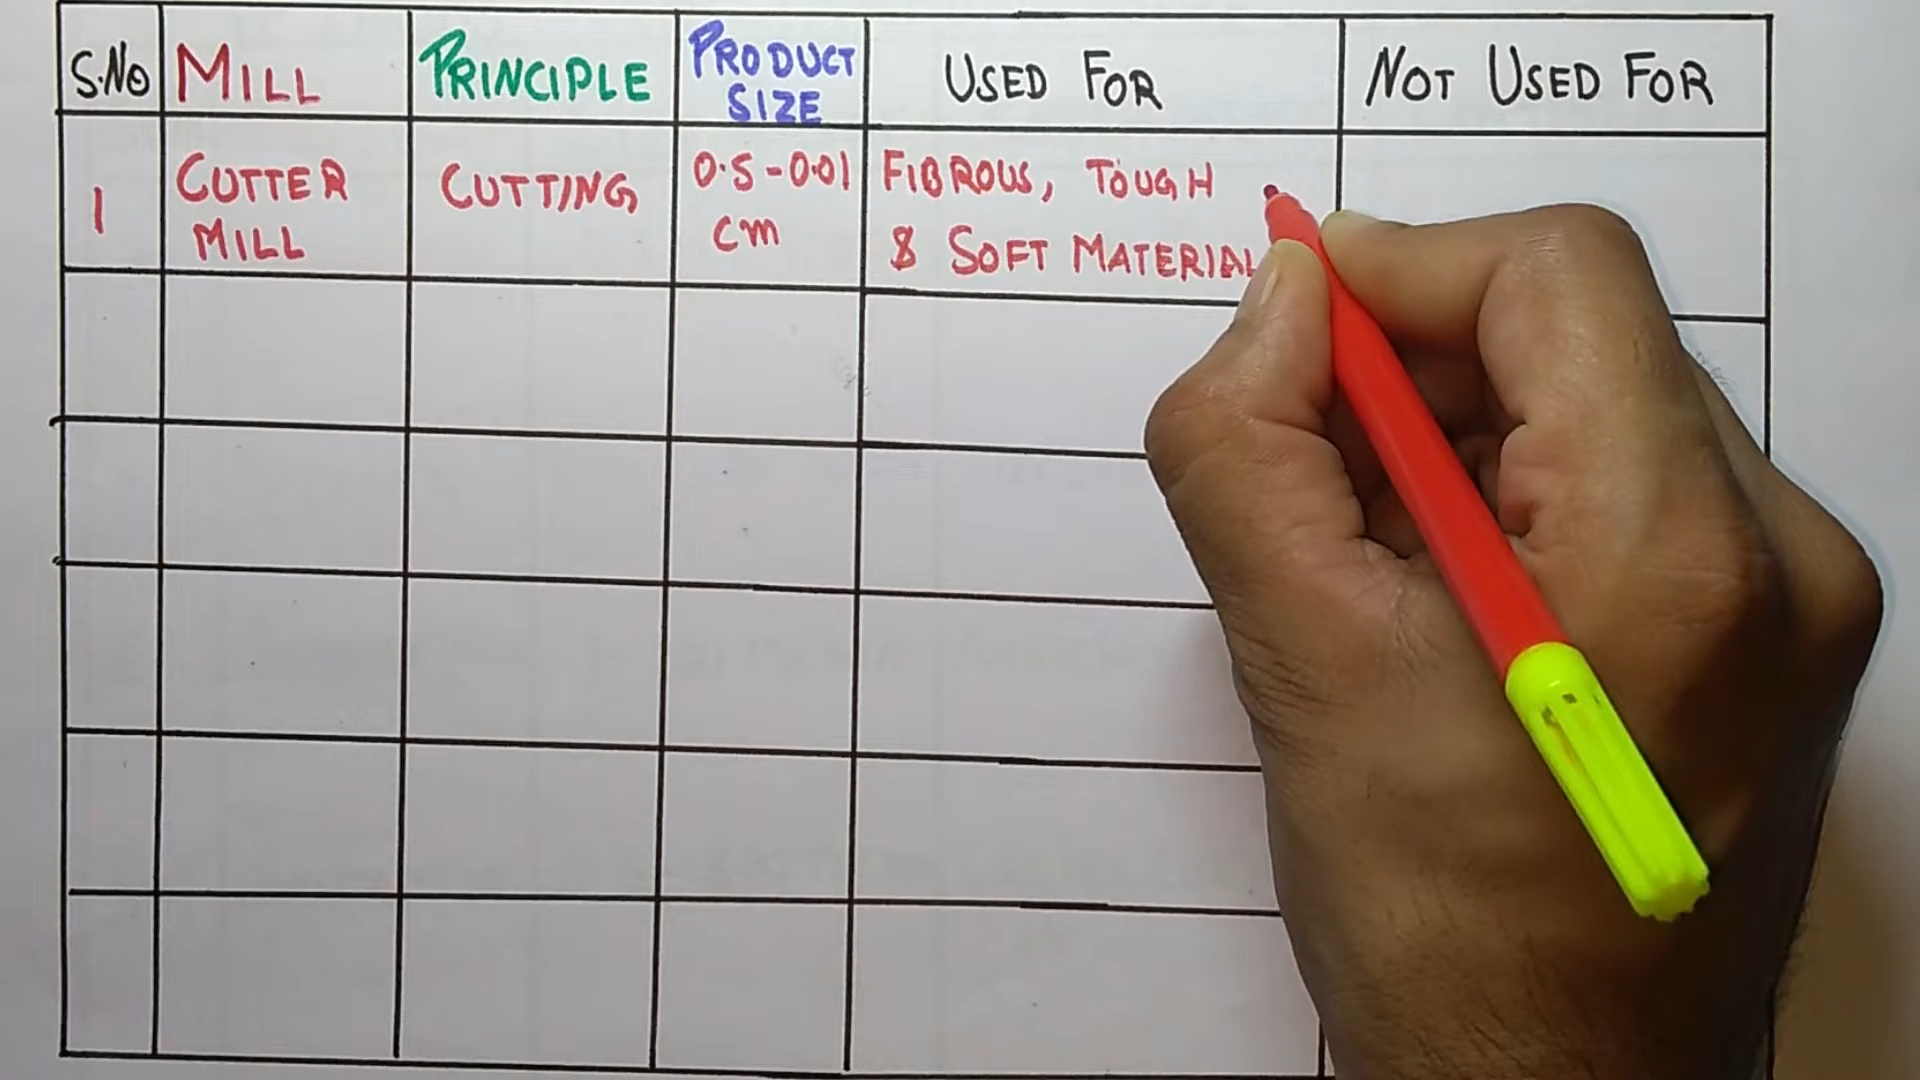 S.NO MILL PRINCIPLE PRODUCT SIZE USED FOR NOT USED FOR
1 CUTTER MILL CUTTING 0.5-0.01 cm FIBROUS, TOUGH & SOFT MATERIAL